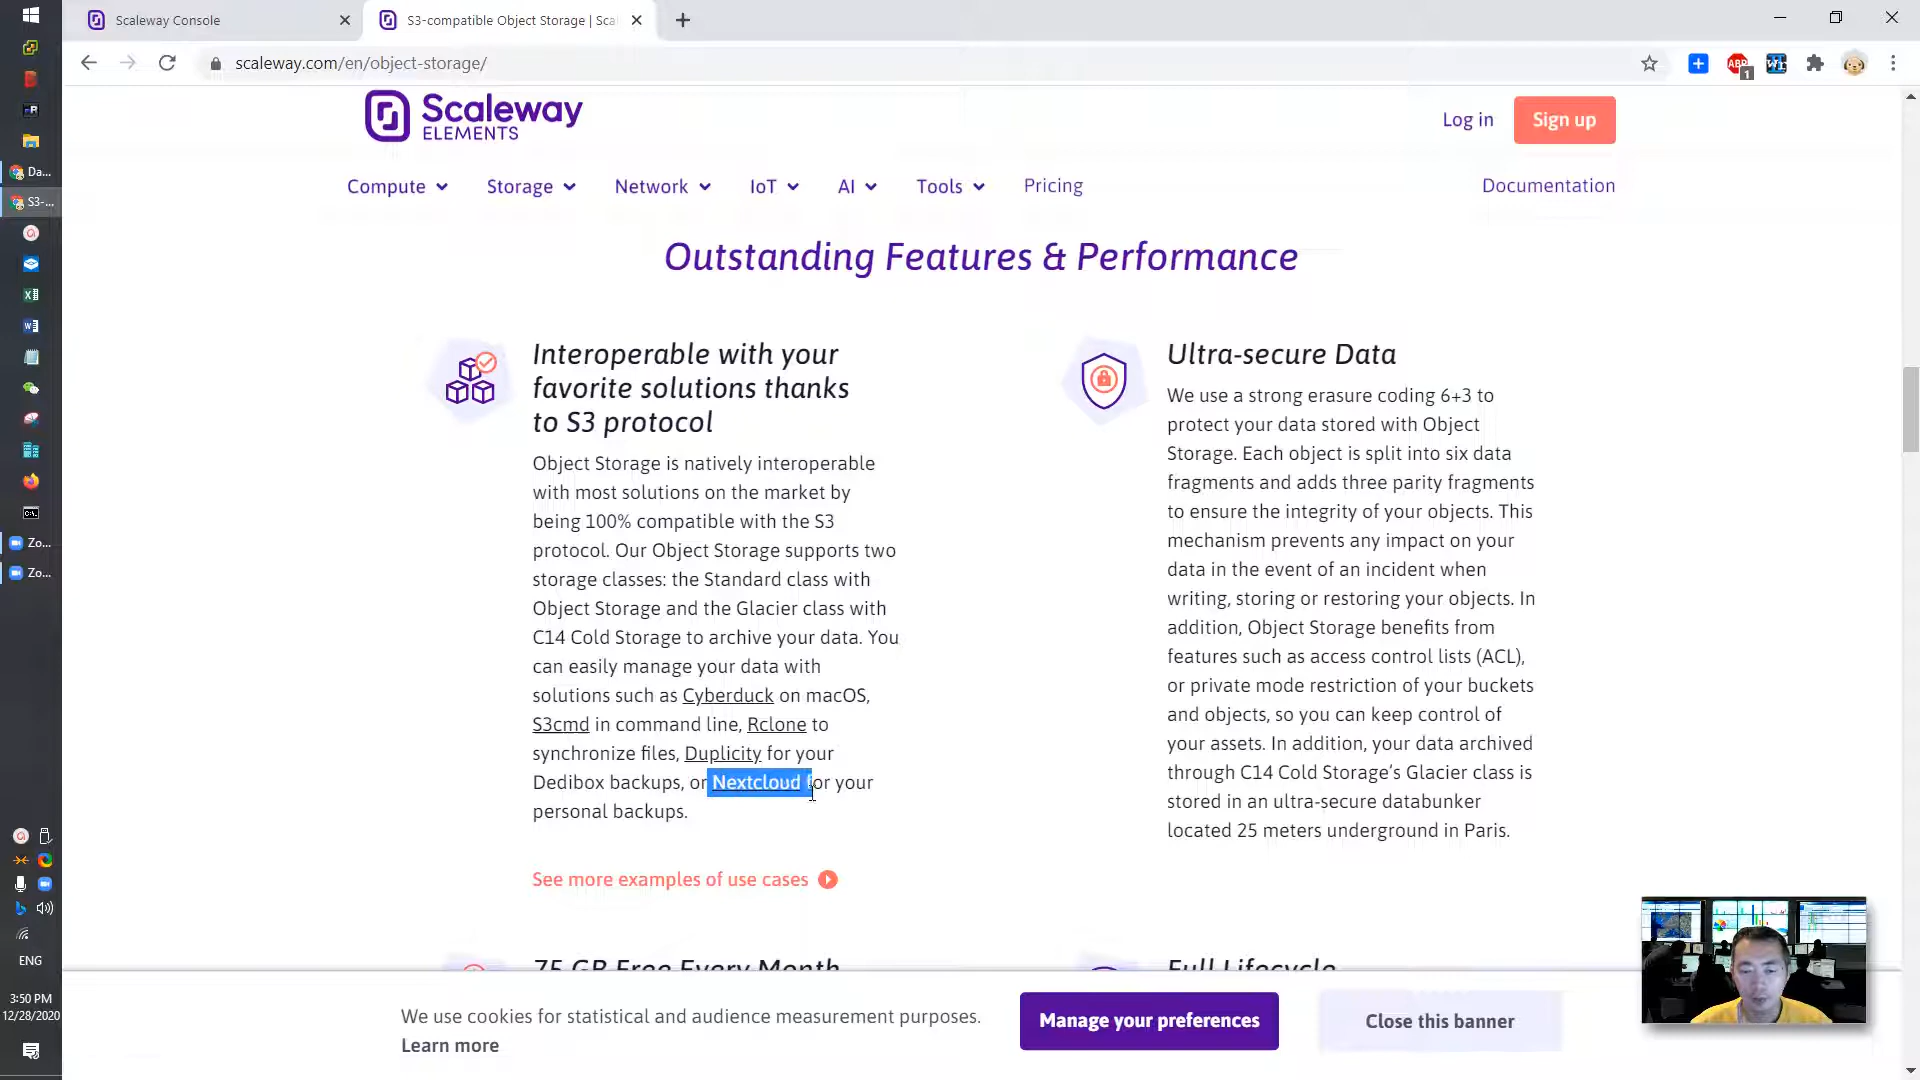 Scaleway Console
S3-compatible Object Storage | Sca
scaleway.com/en/object-storage/
ABP
1
Da...
S3-...
Zo...
Zo...
ENG
3:50 PM
12/28/2020
Scaleway
ELEMENTS
Log in
Sign up
Compute
Storage
Network
IoT
AI
Tools
Pricing
Documentation
Outstanding Features & Performance
Interoperable with your
favorite solutions thanks
to S3 protocol
Object Storage is natively interoperable
with most solutions on the market by
being 100% compatible with the S3
protocol. Our Object Storage supports two
storage classes: the Standard class with
Object Storage and the Glacier class with
C14 Cold Storage to archive your data. You
can easily manage your data with
solutions such as Cyberduck on macOS,
S3cmd in command line, Rclone to
synchronize files, Duplicity for your
Dedibox backups, or Nextcloud for your
personal backups.
See more examples of use cases
Ultra-secure Data
We use a strong erasure coding 6+3 to
protect your data stored with Object
Storage. Each object is split into six data
fragments and adds three parity fragments
to ensure the integrity of your objects. This
mechanism prevents any impact on your
data in the event of an incident when
writing, storing or restoring your objects. In
addition, Object Storage benefits from
features such as access control lists (ACL),
or private mode restriction of your buckets
and objects, so you can keep control of
your assets. In addition, your data archived
through C14 Cold Storage’s Glacier class is
stored in an ultra-secure databunker
located 25 meters underground in Paris.
75 GB Free Every Month
Full Lifecycle
We use cookies for statistical and audience measurement purposes.
Learn more
Manage your preferences
Close this banner